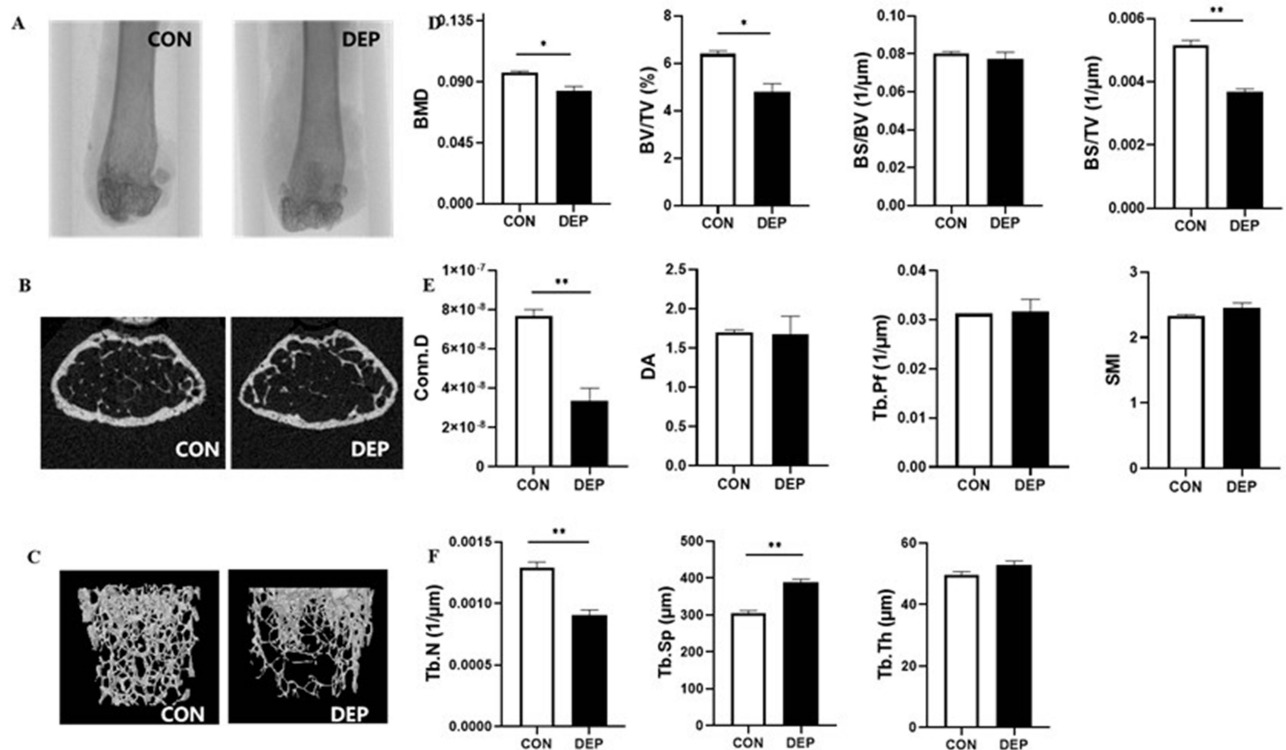 A
CON
DEP
D
0.135
0.090
0.045
0.000
BMD
*
CON
DEP
8
6
4
2
0
BV/TV (%)
*
CON
DEP
0.10
0.08
0.06
0.04
0.02
0.00
BS/BV (1/μm)
CON
DEP
0.006
0.004
0.002
0.000
BS/TV (1/μm)
**
CON
DEP
B
CON
DEP
E
1×10⁻⁷
8×10⁻⁸
6×10⁻⁸
4×10⁻⁸
2×10⁻⁸
0
Conn.D
**
CON
DEP
2.5
2.0
1.5
1.0
0.5
0.0
DA
CON
DEP
0.04
0.03
0.02
0.01
0.00
Tb.Pf (1/μm)
CON
DEP
3
2
1
0
SMI
CON
DEP
C
CON
DEP
F
0.0015
0.0010
0.0005
0.0000
Tb.N (1/μm)
**
CON
DEP
500
400
300
200
100
0
Tb.Sp (μm)
**
CON
DEP
60
40
20
0
Tb.Th (μm)
CON
DEP